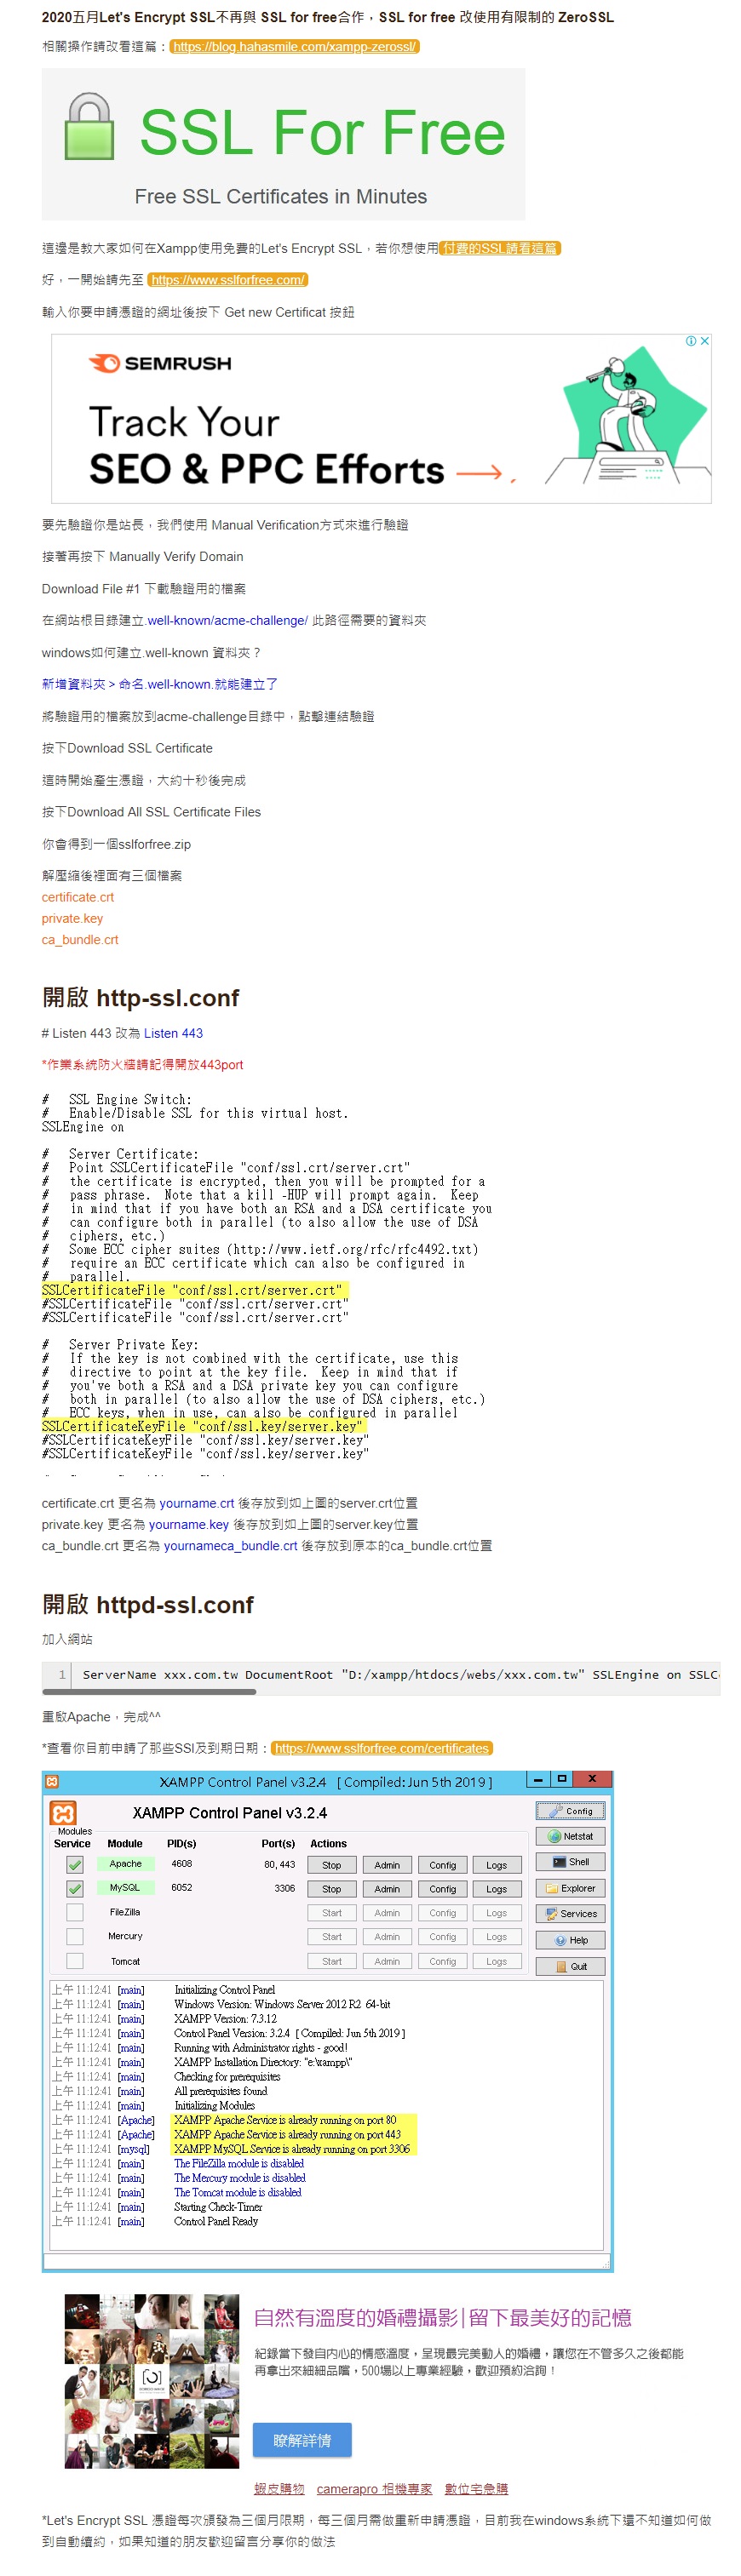 2020五月Let's Encrypt SSL不再與 SSL for free合作，SSL for free 改使用有限制的 ZeroSSL
相關操作請改看這篇：https://blog.hahasmile.com/xampp-zerossl/
SSL For Free
Free SSL Certificates in Minutes
這邊是教大家如何在Xampp使用免費的Let's Encrypt SSL，若你想使用付費的SSL請看這篇
好，一開始請先至 https://www.sslforfree.com/
輸入你要申請憑證的網址後按下 Get new Certificat 按鈕
SEMRUSH
Track Your
SEO & PPC Efforts
要先驗證你是站長，我們使用 Manual Verification方式來進行驗證
接著再按下 Manually Verify Domain
Download File #1 下載驗證用的檔案
在網站根目錄建立.well-known/acme-challenge/ 此路徑需要的資料夾
windows如何建立.well-known 資料夾？
新增資料夾 > 命名.well-known.就能建立了
將驗證用的檔案放到acme-challenge目錄中，點擊連結驗證
按下Download SSL Certificate
這時開始產生憑證，大約十秒後完成
按下Download All SSL Certificate Files
你會得到一個sslforfree.zip
解壓縮後裡面有三個檔案
certificate.crt
private.key
ca_bundle.crt
開啟 http-ssl.conf
# Listen 443 改為 Listen 443
*作業系統防火牆請記得開放443port
#   SSL Engine Switch:
#   Enable/Disable SSL for this virtual host.
SSLEngine on
#   Server Certificate:
#   Point SSLCertificateFile "conf/ssl.crt/server.crt"
#   the certificate is encrypted, then you will be prompted for a
#   pass phrase.  Note that a kill -HUP will prompt again.  Keep
#   in mind that if you have both an RSA and a DSA certificate you
#   can configure both in parallel (to also allow the use of DSA
#   ciphers, etc.)
#   Some ECC cipher suites (http://www.ietf.org/rfc/rfc4492.txt)
#   require an ECC certificate which can also be configured in
#   parallel.
SSLCertificateFile "conf/ssl.crt/server.crt"
#SSLCertificateFile "conf/ssl.crt/server.crt"
#SSLCertificateFile "conf/ssl.crt/server.crt"
#   Server Private Key:
#   If the key is not combined with the certificate, use this
#   directive to point at the key file.  Keep in mind that if
#   you've both a RSA and a DSA private key you can configure
#   both in parallel (to also allow the use of DSA ciphers, etc.)
#   ECC keys, when in use, can also be configured in parallel
SSLCertificateKeyFile "conf/ssl.key/server.key"
#SSLCertificateKeyFile "conf/ssl.key/server.key"
#SSLCertificateKeyFile "conf/ssl.key/server.key"
certificate.crt 更名為 yourname.crt 後存放到如上圖的server.crt位置
private.key 更名為 yourname.key 後存放到如上圖的server.key位置
ca_bundle.crt 更名為 yournameca_bundle.crt 後存放到原本的ca_bundle.crt位置
開啟 httpd-ssl.conf
加入網站
1 ServerName xxx.com.tw DocumentRoot "D:/xampp/htdocs/webs/xxx.com.tw" SSLEngine on SSLC
重啟Apache，完成^^
*查看你目前申請了那些SSl及到期日期：https://www.sslforfree.com/certificates
XAMPP Control Panel v3.2.4   [ Compiled: Jun 5th 2019 ]
XAMPP Control Panel v3.2.4
Config
Modules
Service Module PID(s) Port(s) Actions
Netstat
Apache 4608 80, 443 Stop Admin Config Logs
Shell
MySQL 6052 3306 Stop Admin Config Logs
Explorer
FileZilla Start Admin Config Logs
Services
Mercury Start Admin Config Logs
Help
Tomcat Start Admin Config Logs
Quit
上午 11:12:41 [main] Initializing Control Panel
上午 11:12:41 [main] Windows Version: Windows Server 2012 R2  64-bit
上午 11:12:41 [main] XAMPP Version: 7.3.12
上午 11:12:41 [main] Control Panel Version: 3.2.4  [ Compiled: Jun 5th 2019 ]
上午 11:12:41 [main] Running with Administrator rights - good!
上午 11:12:41 [main] XAMPP Installation Directory: "e:\xampp\"
上午 11:12:41 [main] Checking for prerequisites
上午 11:12:41 [main] All prerequisites found
上午 11:12:41 [main] Initializing Modules
上午 11:12:41 [Apache] XAMPP Apache Service is already running on port 80
上午 11:12:41 [Apache] XAMPP Apache Service is already running on port 443
上午 11:12:41 [mysql] XAMPP MySQL Service is already running on port 3306
上午 11:12:41 [main] The FileZilla module is disabled
上午 11:12:41 [main] The Mercury module is disabled
上午 11:12:41 [main] The Tomcat module is disabled
上午 11:12:41 [main] Starting Check-Timer
上午 11:12:41 [main] Control Panel Ready
自然有溫度的婚禮攝影|留下最美好的記憶
紀錄當下發自內心的情感溫度，呈現最完美動人的婚禮，讓您在不管多久之後都能
再拿出來細細品嚐，500場以上專業經驗，歡迎預約洽詢！
瞭解詳情
蝦皮購物 camerapro 相機專家 數位宅急購
*Let's Encrypt SSL 憑證每次頒發為三個月限期，每三個月需做重新申請憑證，目前我在windows系統下還不知道如何做
到自動續約，如果知道的朋友歡迎留言分享你的做法